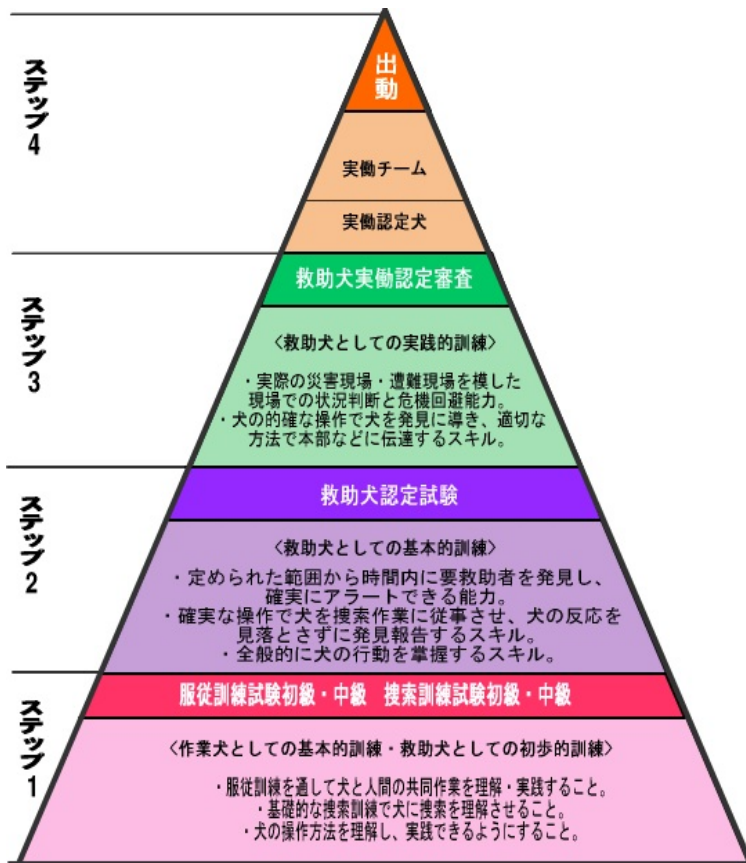 ステップ4
出動
実働チーム
実働認定犬
ステップ3
救助犬実働認定審査
〈救助犬としての実践的訓練〉
・実際の災害現場・遭難現場を模した
現場での状況判断と危機回避能力。
・犬の的確な操作で犬を発見に導き、適切な
方法で本部などに伝達するスキル。
ステップ2
救助犬認定試験
〈救助犬としての基本的訓練〉
・定められた範囲から時間内に要救助者を発見し、
確実にアラートできる能力。
・確実な操作で犬を捜索作業に従事させ、犬の反応を
見落とさずに発見報告するスキル。
・全般的に犬の行動を掌握するスキル。
ステップ1
服従訓練試験初級・中級 捜索訓練試験初級・中級
〈作業犬としての基本的訓練・救助犬としての初歩的訓練〉
・服従訓練を通して犬と人間の共同作業を理解・実践すること。
・基礎的な捜索訓練で犬に捜索を理解させること。
・犬の操作方法を理解し、実践できるようにすること。